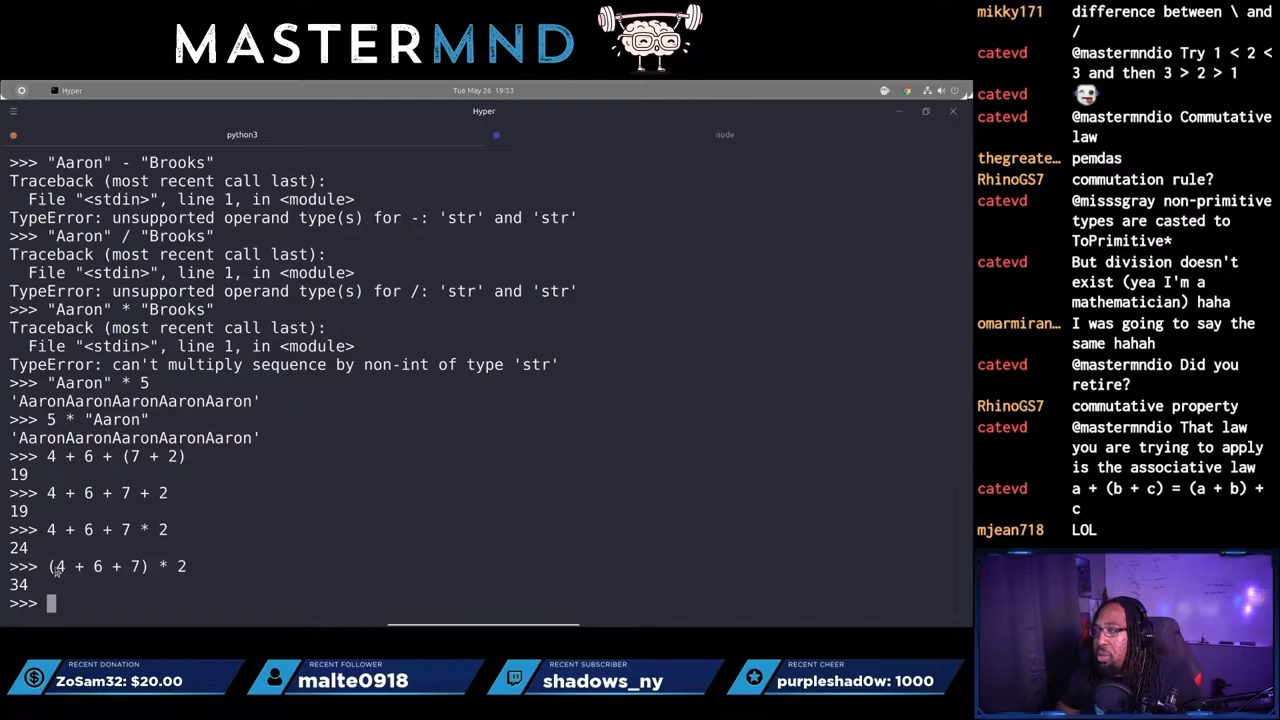 MASTERMND
Hyper
Tue May 26 19:53
Hyper
python3
node
>>> "Aaron" - "Brooks"
Traceback (most recent call last):
  File "<stdin>", line 1, in <module>
TypeError: unsupported operand type(s) for -: 'str' and 'str'
>>> "Aaron" / "Brooks"
Traceback (most recent call last):
  File "<stdin>", line 1, in <module>
TypeError: unsupported operand type(s) for /: 'str' and 'str'
>>> "Aaron" * "Brooks"
Traceback (most recent call last):
  File "<stdin>", line 1, in <module>
TypeError: can't multiply sequence by non-int of type 'str'
>>> "Aaron" * 5
'AaronAaronAaronAaronAaron'
>>> 5 * "Aaron"
'AaronAaronAaronAaronAaron'
>>> 4 + 6 + (7 + 2)
19
>>> 4 + 6 + 7 + 2
19
>>> 4 + 6 + 7 * 2
24
>>> (4 + 6 + 7) * 2
34
>>>
mikky171 difference between \ and
/
catevd @mastermndio Try 1 < 2 <
3 and then 3 > 2 > 1
catevd
catevd @mastermndio Commutative
law
thegreate… pemdas
RhinoGS7 commutation rule?
catevd @misssgray non-primitive
types are casted to
ToPrimitive*
catevd But division doesn't
exist (yea I'm a
mathematician) haha
omarmiran… I was going to say the
same hahah
catevd @mastermndio Did you
retire?
RhinoGS7 commutative property
catevd @mastermndio That law
you are trying to apply
is the associative law
catevd a + (b + c) = (a + b) +
c
mjean718 LOL
RECENT DONATION
ZoSam32: $20.00
RECENT FOLLOWER
malte0918
RECENT SUBSCRIBER
shadows_ny
RECENT CHEER
purpleshad0w: 1000